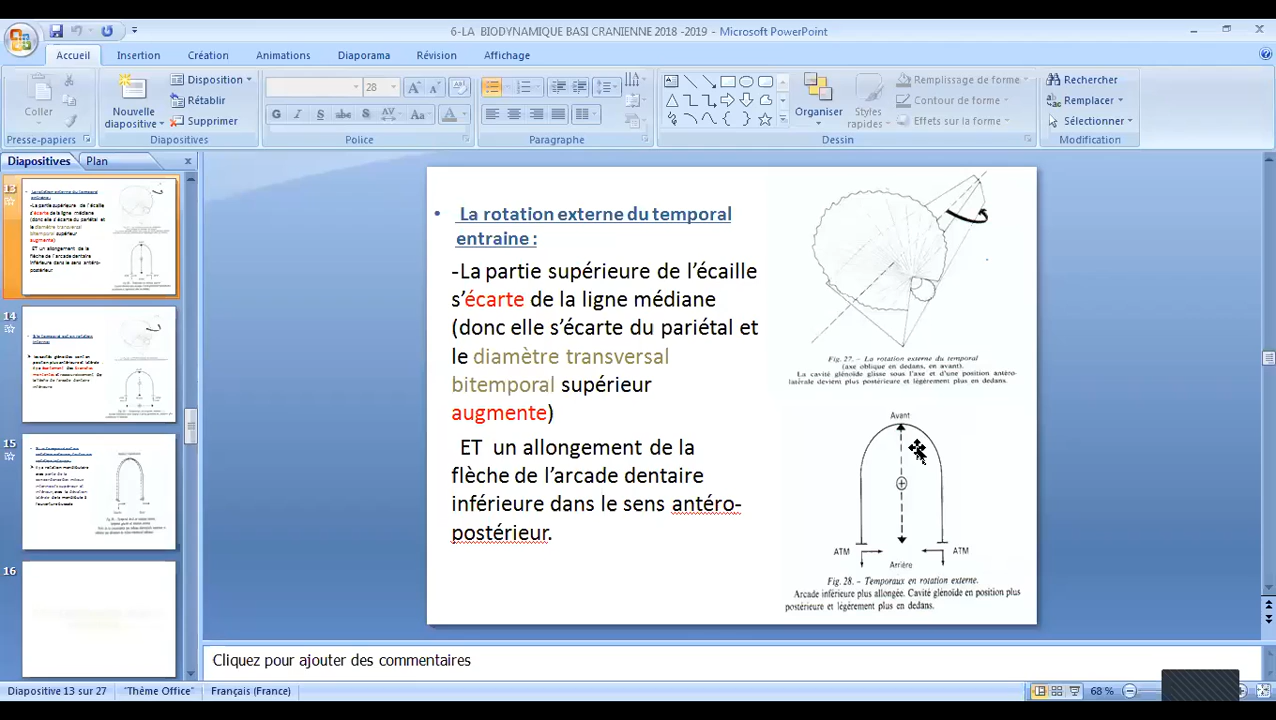 6-LA BIODYNAMIQUE BASI CRANIENNE 2018 -2019 - Microsoft PowerPoint
Accueil
Insertion
Création
Animations
Diaporama
Révision
Affichage
Coller
Nouvelle
diapositive
Disposition
Rétablir
Supprimer
28
G I S S abc AV Aa A
Organiser
Styles
rapides
Remplissage de forme
Contour de forme
Effets sur la forme
Rechercher
Remplacer
Sélectionner
Presse-papiers
Diapositives
Police
Paragraphe
Dessin
Modification
Diapositives
Plan
13
14
15
16
• La rotation externe du temporal
entraine :
-La partie supérieure de l'écaille
s'écarte de la ligne médiane
(donc elle s'écarte du pariétal et
le diamètre transversal
bitemporal supérieur
augmente)
ET un allongement de la
flèche de l'arcade dentaire
inférieure dans le sens antéro-
postérieur.
Fig. 27. – La rotation externe du temporal
(axe oblique en dedans, en avant).
La cavité glénoïde glisse sous l'axe et d'une position antéro-
latérale devient plus postérieure et légèrement plus en dedans.
Avant
ATM
Arrière
ATM
Fig. 28. – Temporaux en rotation externe.
Arcade inférieure plus allongée. Cavité glénoïde en position plus
postérieure et légèrement plus en dedans.
Cliquez pour ajouter des commentaires
Diapositive 13 sur 27
"Thème Office"
Français (France)
68 %